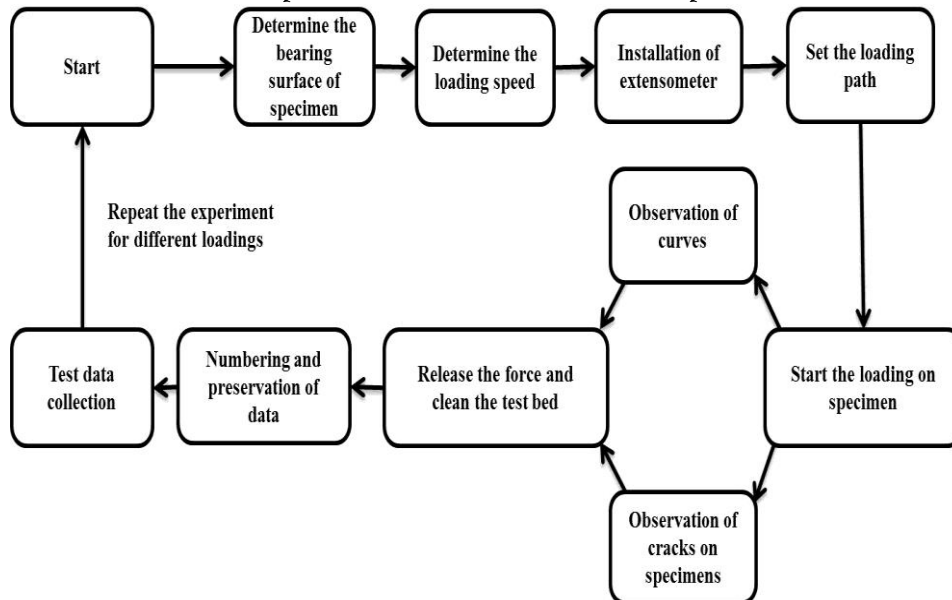 Start
Determine the
bearing
surface of
specimen
Determine the
loading speed
Installation of
extensometer
Set the loading
path
Repeat the experiment
for different loadings
Observation of
curves
Test data
collection
Numbering and
preservation of
data
Release the force and
clean the test bed
Start the loading on
specimen
Observation of
cracks on
specimens